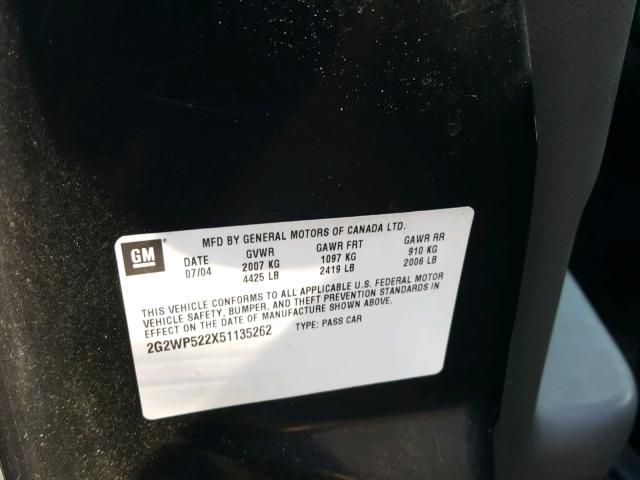 GM
MFD BY GENERAL MOTORS OF CANADA LTD.
DATE GVWR GAWR FRT GAWR RR
07/04 2007 KG 1097 KG 910 KG
4425 LB 2419 LB 2006 LB
THIS VEHICLE CONFORMS TO ALL APPLICABLE U.S. FEDERAL MOTOR
VEHICLE SAFETY, BUMPER, AND THEFT PREVENTION STANDARDS IN
EFFECT ON THE DATE OF MANUFACTURE SHOWN ABOVE.
2G2WP522X51135262 TYPE: PASS CAR